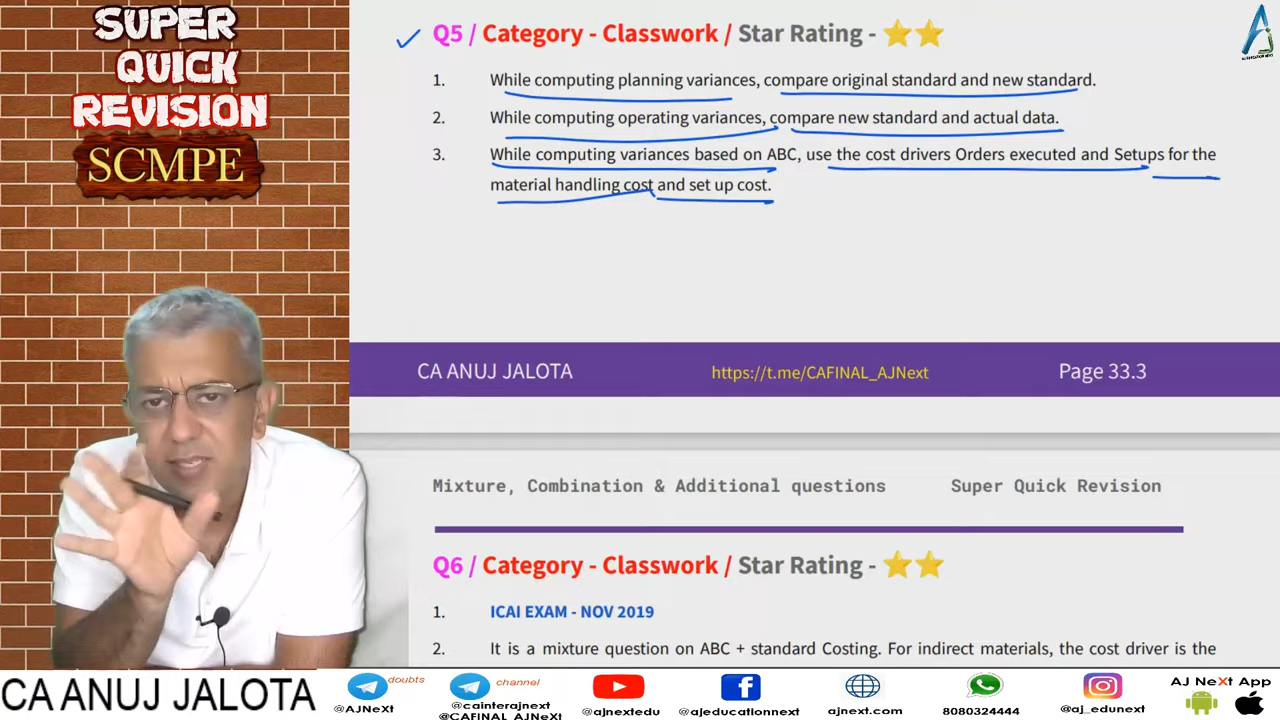 SUPER
QUICK
REVISION
SCMPE
Q5 / Category - Classwork / Star Rating - ⭐⭐
1. While computing planning variances, compare original standard and new standard.
2. While computing operating variances, compare new standard and actual data.
3. While computing variances based on ABC, use the cost drivers Orders executed and Setups for the
material handling cost and set up cost.
CA ANUJ JALOTA https://t.me/CAFINAL_AJNext Page 33.3
Mixture, Combination & Additional questions Super Quick Revision
Q6 / Category - Classwork / Star Rating - ⭐⭐
1. ICAI EXAM - NOV 2019
2. It is a mixture question on ABC + standard Costing. For indirect materials, the cost driver is the
CA ANUJ JALOTA
doubts
@AJNeXt
channel
@cainterajnext
@CAFINAL_AJNeXt
@ajnextedu
@ajeducationnext
ajnext.com
8080324444
@aj_edunext
AJ NeXt App